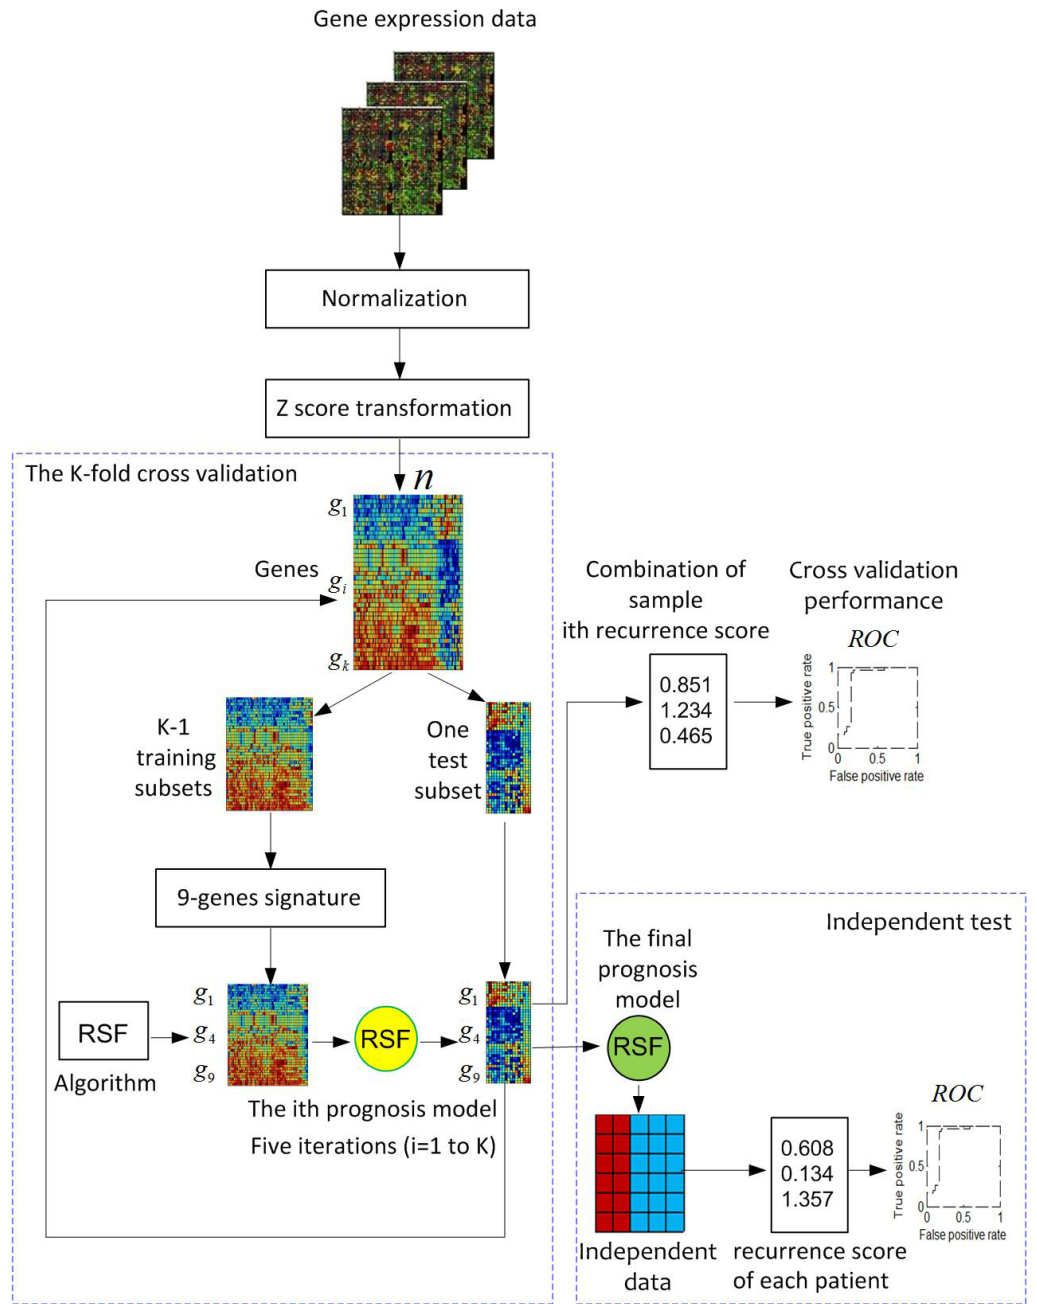 Gene expression data
Normalization
Z score transformation
The K-fold cross validation
n
g1
Genes
gi
gk
K-1
training
subsets
One
test
subset
9-genes signature
RSF
Algorithm
g1
g4
g9
RSF
g1
g4
g9
The ith prognosis model
Five iterations (i=1 to K)
Combination of
sample
ith recurrence score
0.851
1.234
0.465
Cross validation
performance
ROC
True positive rate
1
0.5
0
0.5
1
False positive rate
Independent test
The final
prognosis
model
RSF
Independent
data
0.608
0.134
1.357
recurrence score
of each patient
ROC
True positive rate
1
0.5
0
0
0.5
1
False positive rate